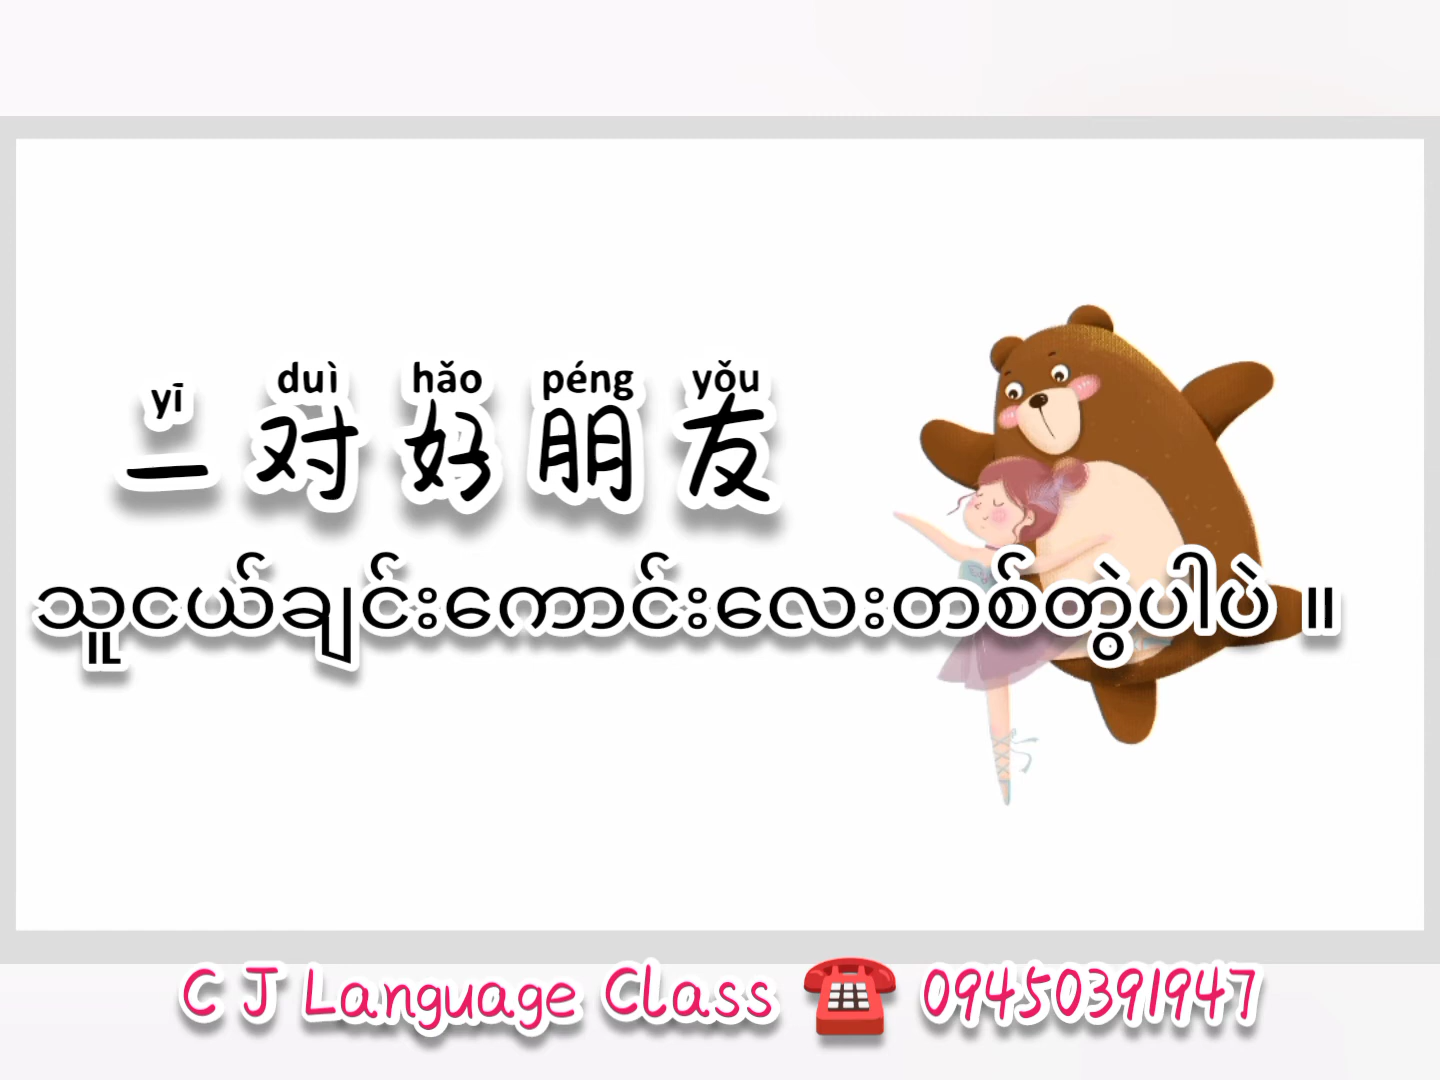 yī duì hǎo péng yǒu
一对好朋友
သူငယ်ချင်းကောင်းလေးတစ်တွဲပါပဲ ။
C J Language Class ☎️ 09450391947